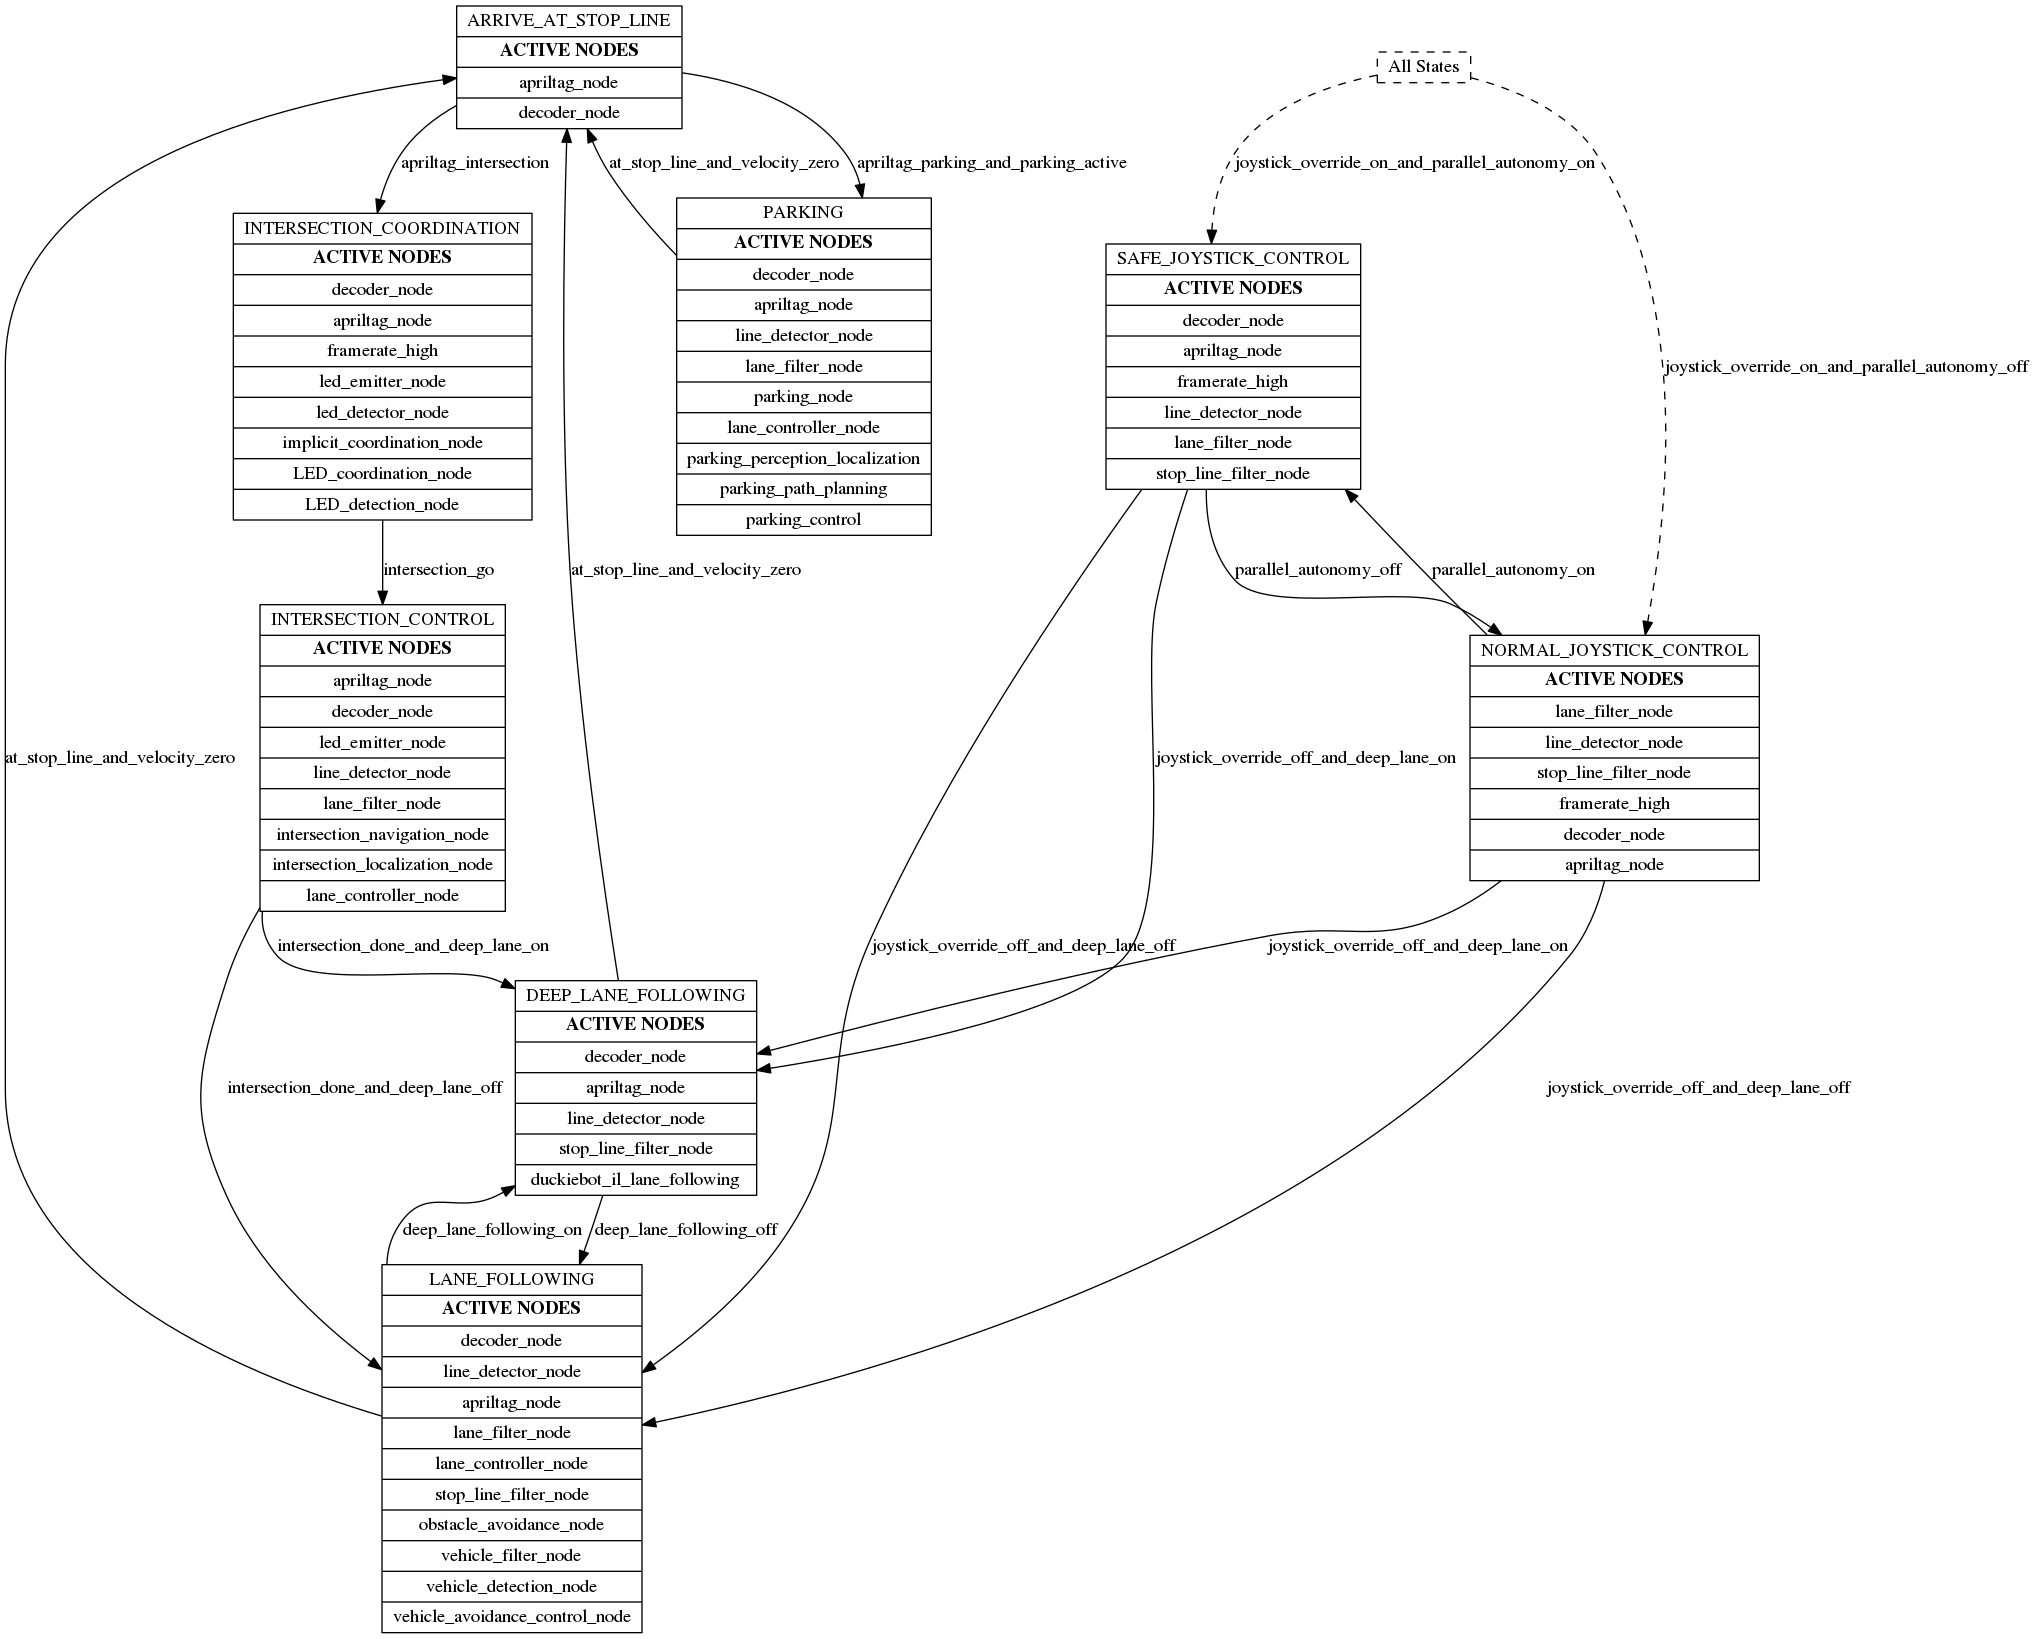 ARRIVE_AT_STOP_LINE
ACTIVE NODES
apriltag_node
decoder_node
All States
apriltag_intersection
at_stop_line_and_velocity_zero
apriltag_parking_and_parking_active
joystick_override_on_and_parallel_autonomy_on
INTERSECTION_COORDINATION
ACTIVE NODES
decoder_node
apriltag_node
framerate_high
led_emitter_node
led_detector_node
implicit_coordination_node
LED_coordination_node
LED_detection_node
PARKING
ACTIVE NODES
decoder_node
apriltag_node
line_detector_node
lane_filter_node
parking_node
lane_controller_node
parking_perception_localization
parking_path_planning
parking_control
SAFE_JOYSTICK_CONTROL
ACTIVE NODES
decoder_node
apriltag_node
framerate_high
line_detector_node
lane_filter_node
stop_line_filter_node
joystick_override_on_and_parallel_autonomy_off
intersection_go
at_stop_line_and_velocity_zero
parallel_autonomy_off
parallel_autonomy_on
INTERSECTION_CONTROL
ACTIVE NODES
apriltag_node
decoder_node
led_emitter_node
line_detector_node
lane_filter_node
intersection_navigation_node
intersection_localization_node
lane_controller_node
NORMAL_JOYSTICK_CONTROL
ACTIVE NODES
lane_filter_node
line_detector_node
stop_line_filter_node
framerate_high
decoder_node
apriltag_node
at_stop_line_and_velocity_zero
joystick_override_off_and_deep_lane_on
intersection_done_and_deep_lane_on
joystick_override_off_and_deep_lane_off
joystick_override_off_and_deep_lane_on
DEEP_LANE_FOLLOWING
ACTIVE NODES
decoder_node
apriltag_node
line_detector_node
stop_line_filter_node
duckiebot_il_lane_following
intersection_done_and_deep_lane_off
joystick_override_off_and_deep_lane_off
deep_lane_following_on
deep_lane_following_off
LANE_FOLLOWING
ACTIVE NODES
decoder_node
line_detector_node
apriltag_node
lane_filter_node
lane_controller_node
stop_line_filter_node
obstacle_avoidance_node
vehicle_filter_node
vehicle_detection_node
vehicle_avoidance_control_node